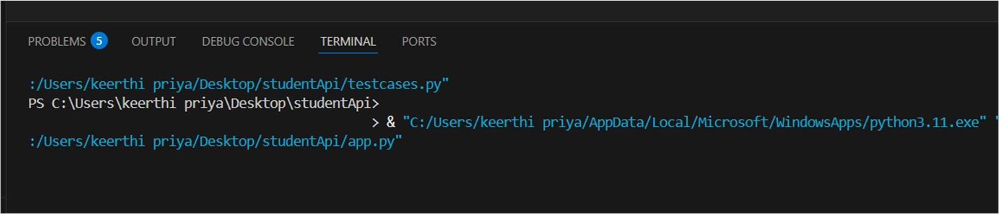 PROBLEMS 5 OUTPUT DEBUG CONSOLE TERMINAL PORTS
:/Users/keerthi priya/Desktop/studentApi/testcases.py"
PS C:\Users\keerthi priya\Desktop\studentApi>
> & "C:/Users/keerthi priya/AppData/Local/Microsoft/WindowsApps/python3.11.exe" "
:/Users/keerthi priya/Desktop/studentApi/app.py"